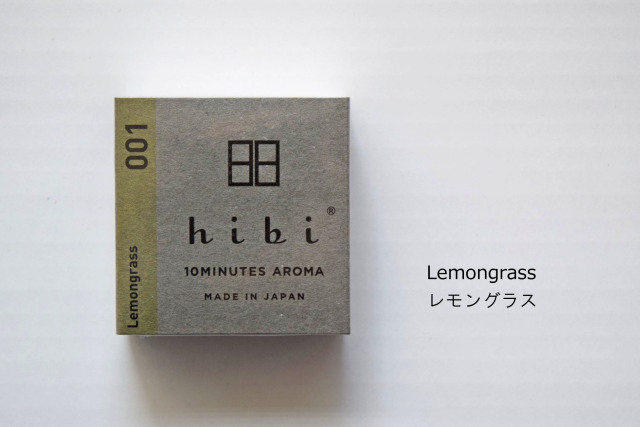 001
Lemongrass
hibi®
10MINUTES AROMA
MADE IN JAPAN
Lemongrass
レモングラス